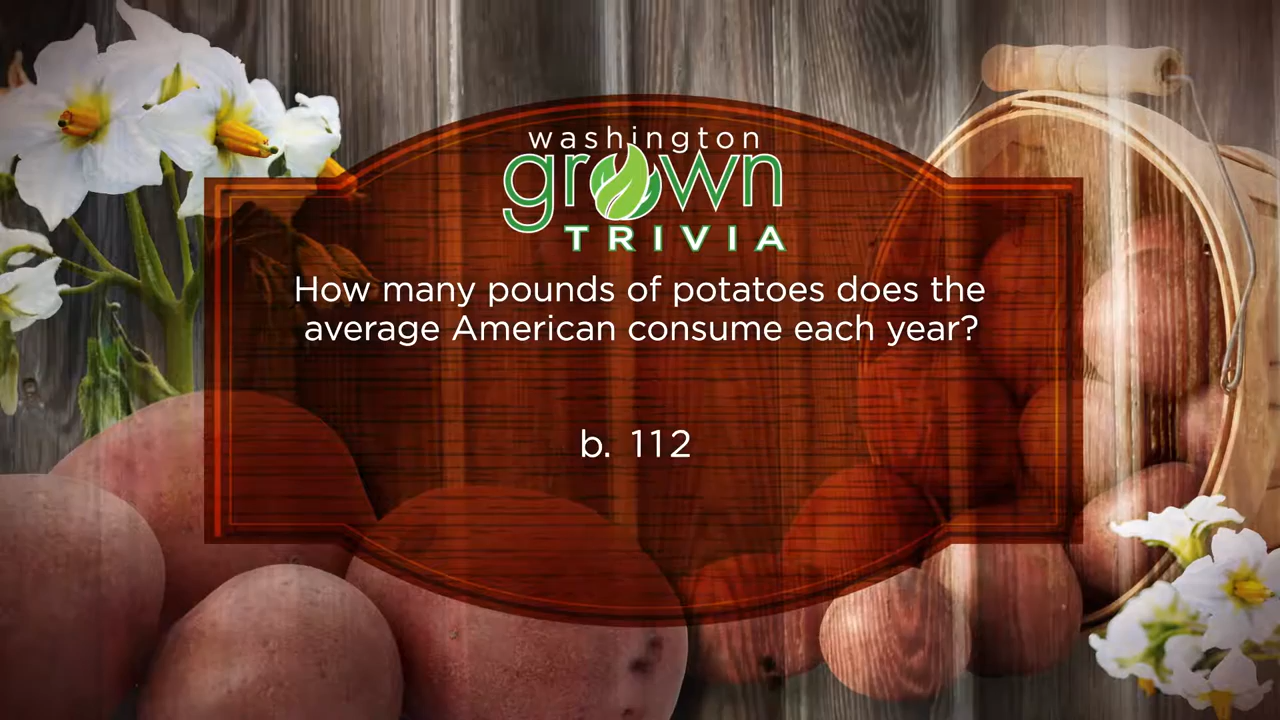 washington
grown
TRIVIA
How many pounds of potatoes does the
average American consume each year?
b. 112